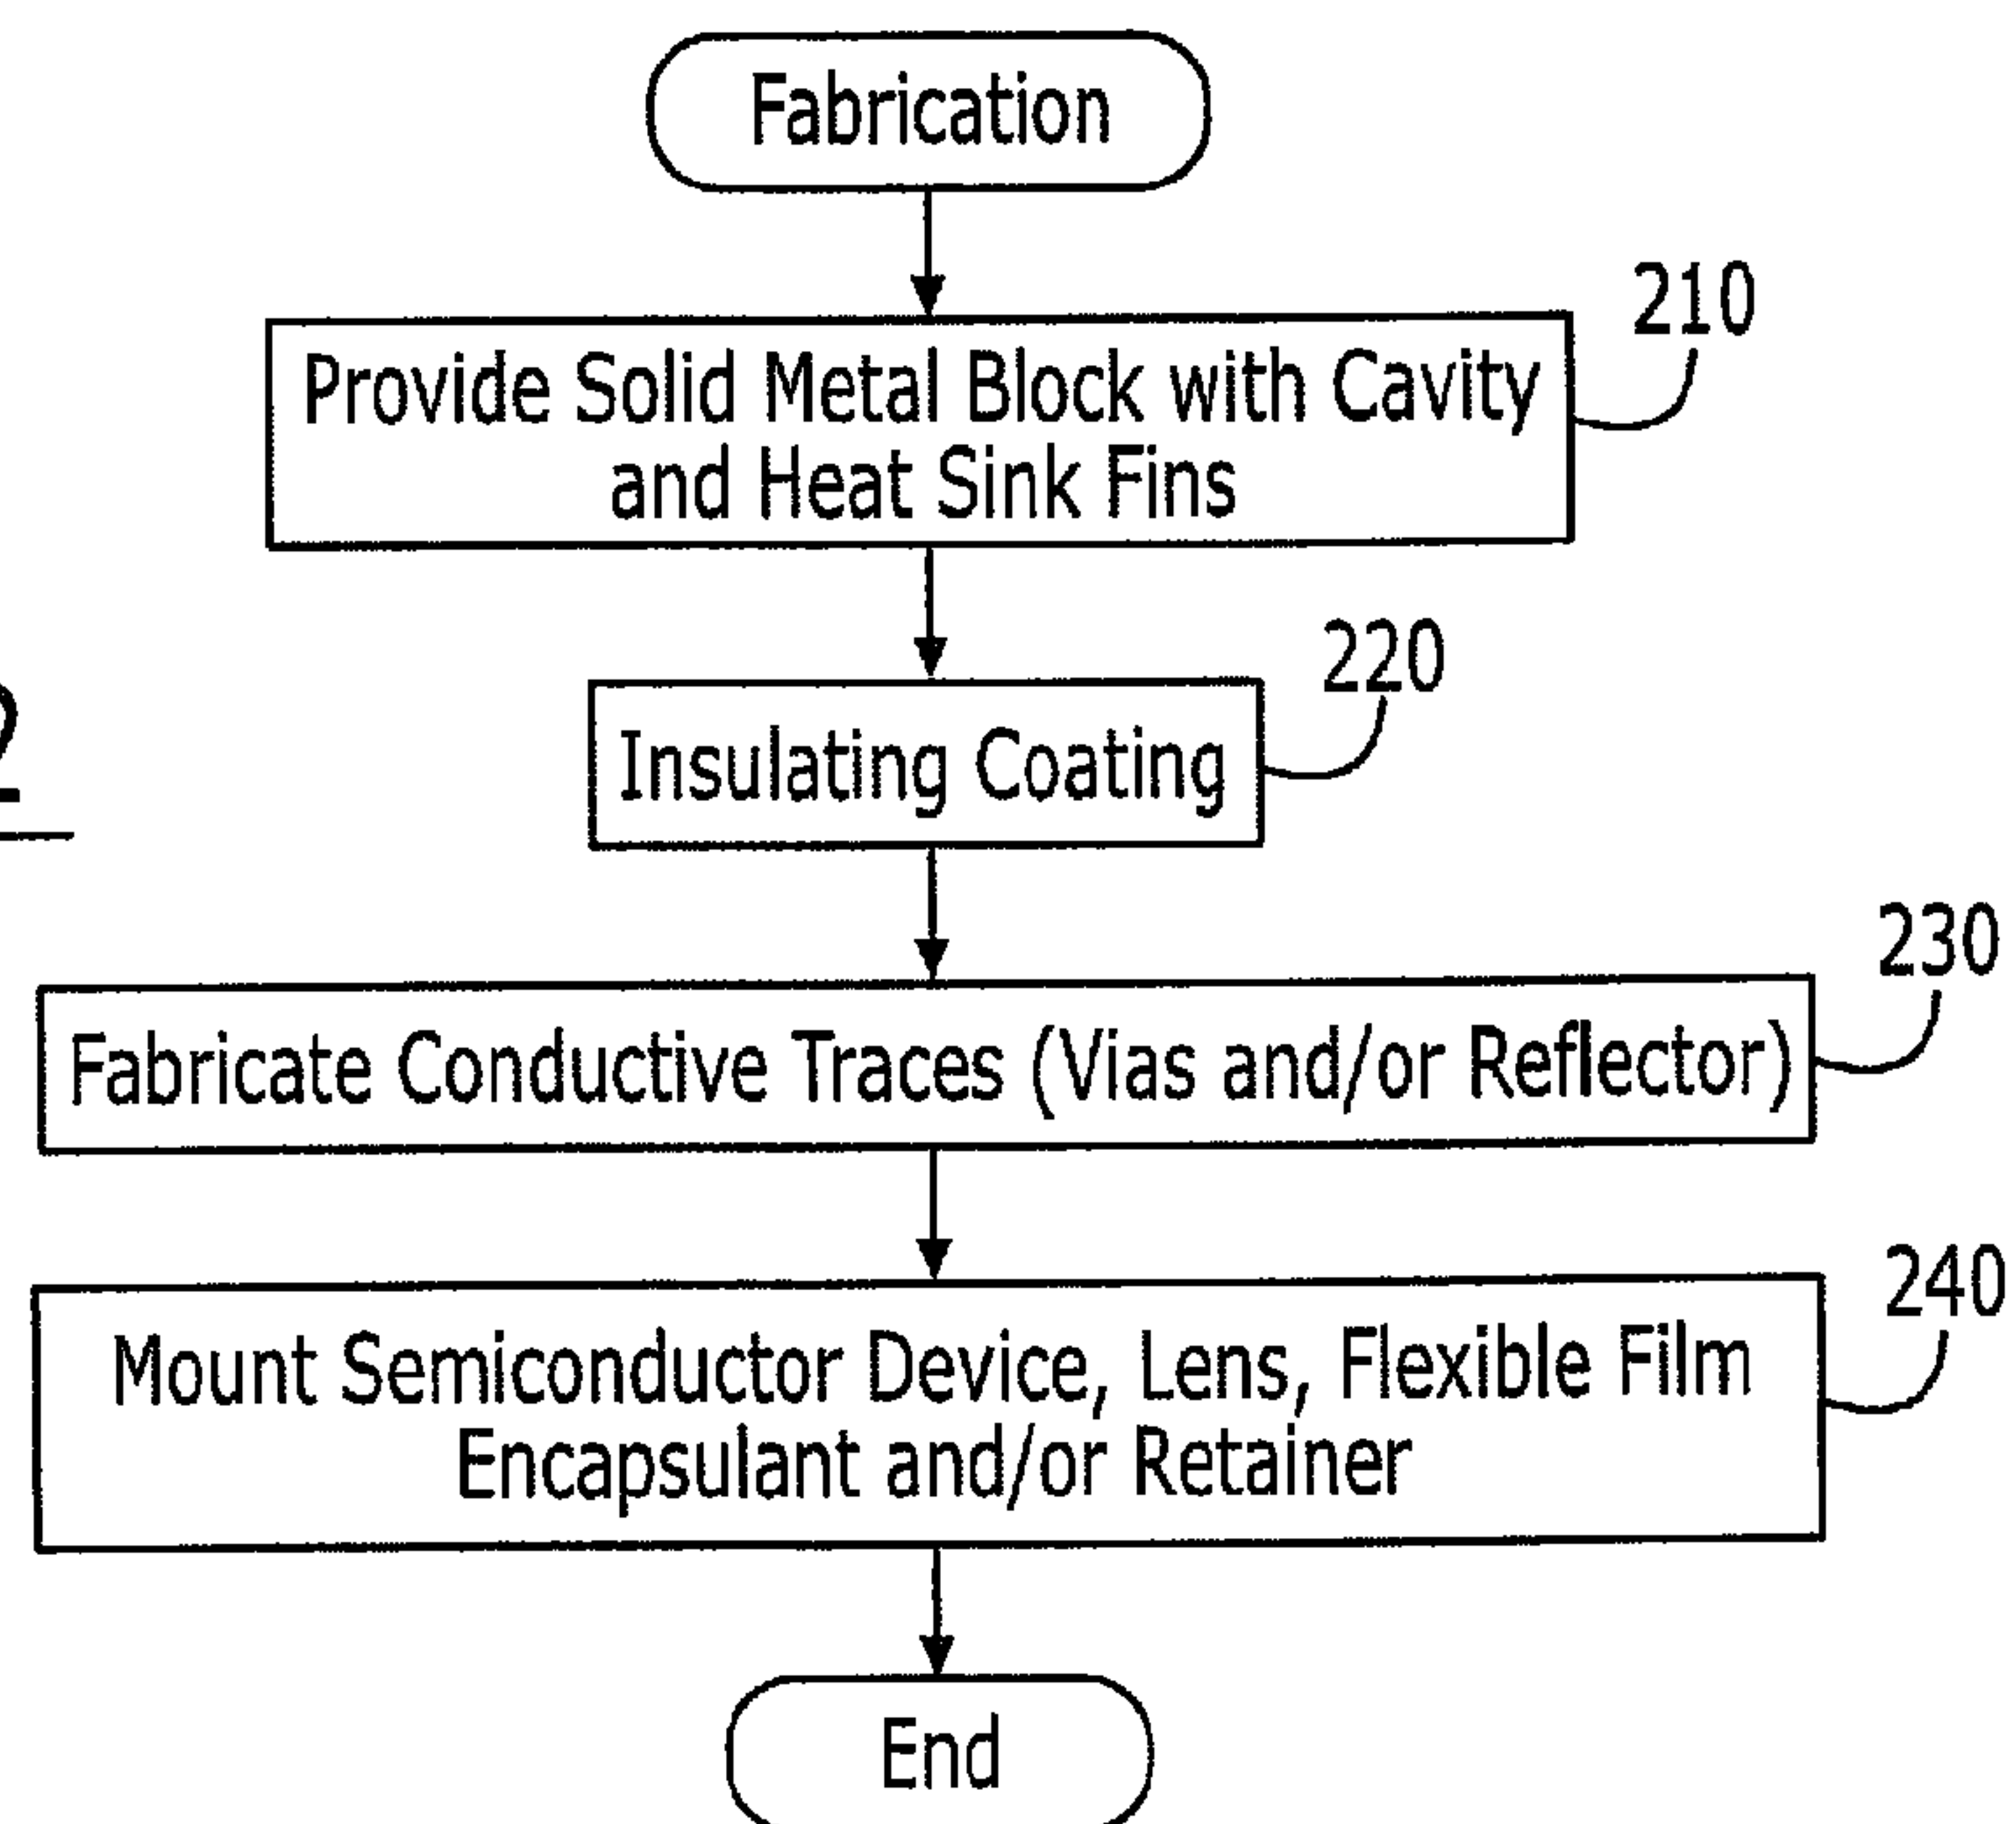 Fabrication
210
Provide Solid Metal Block with Cavity
and Heat Sink Fins
220
Insulating Coating
230
Fabricate Conductive Traces (Vias and/or Reflector)
240
Mount Semiconductor Device, Lens, Flexible Film
Encapsulant and/or Retainer
End